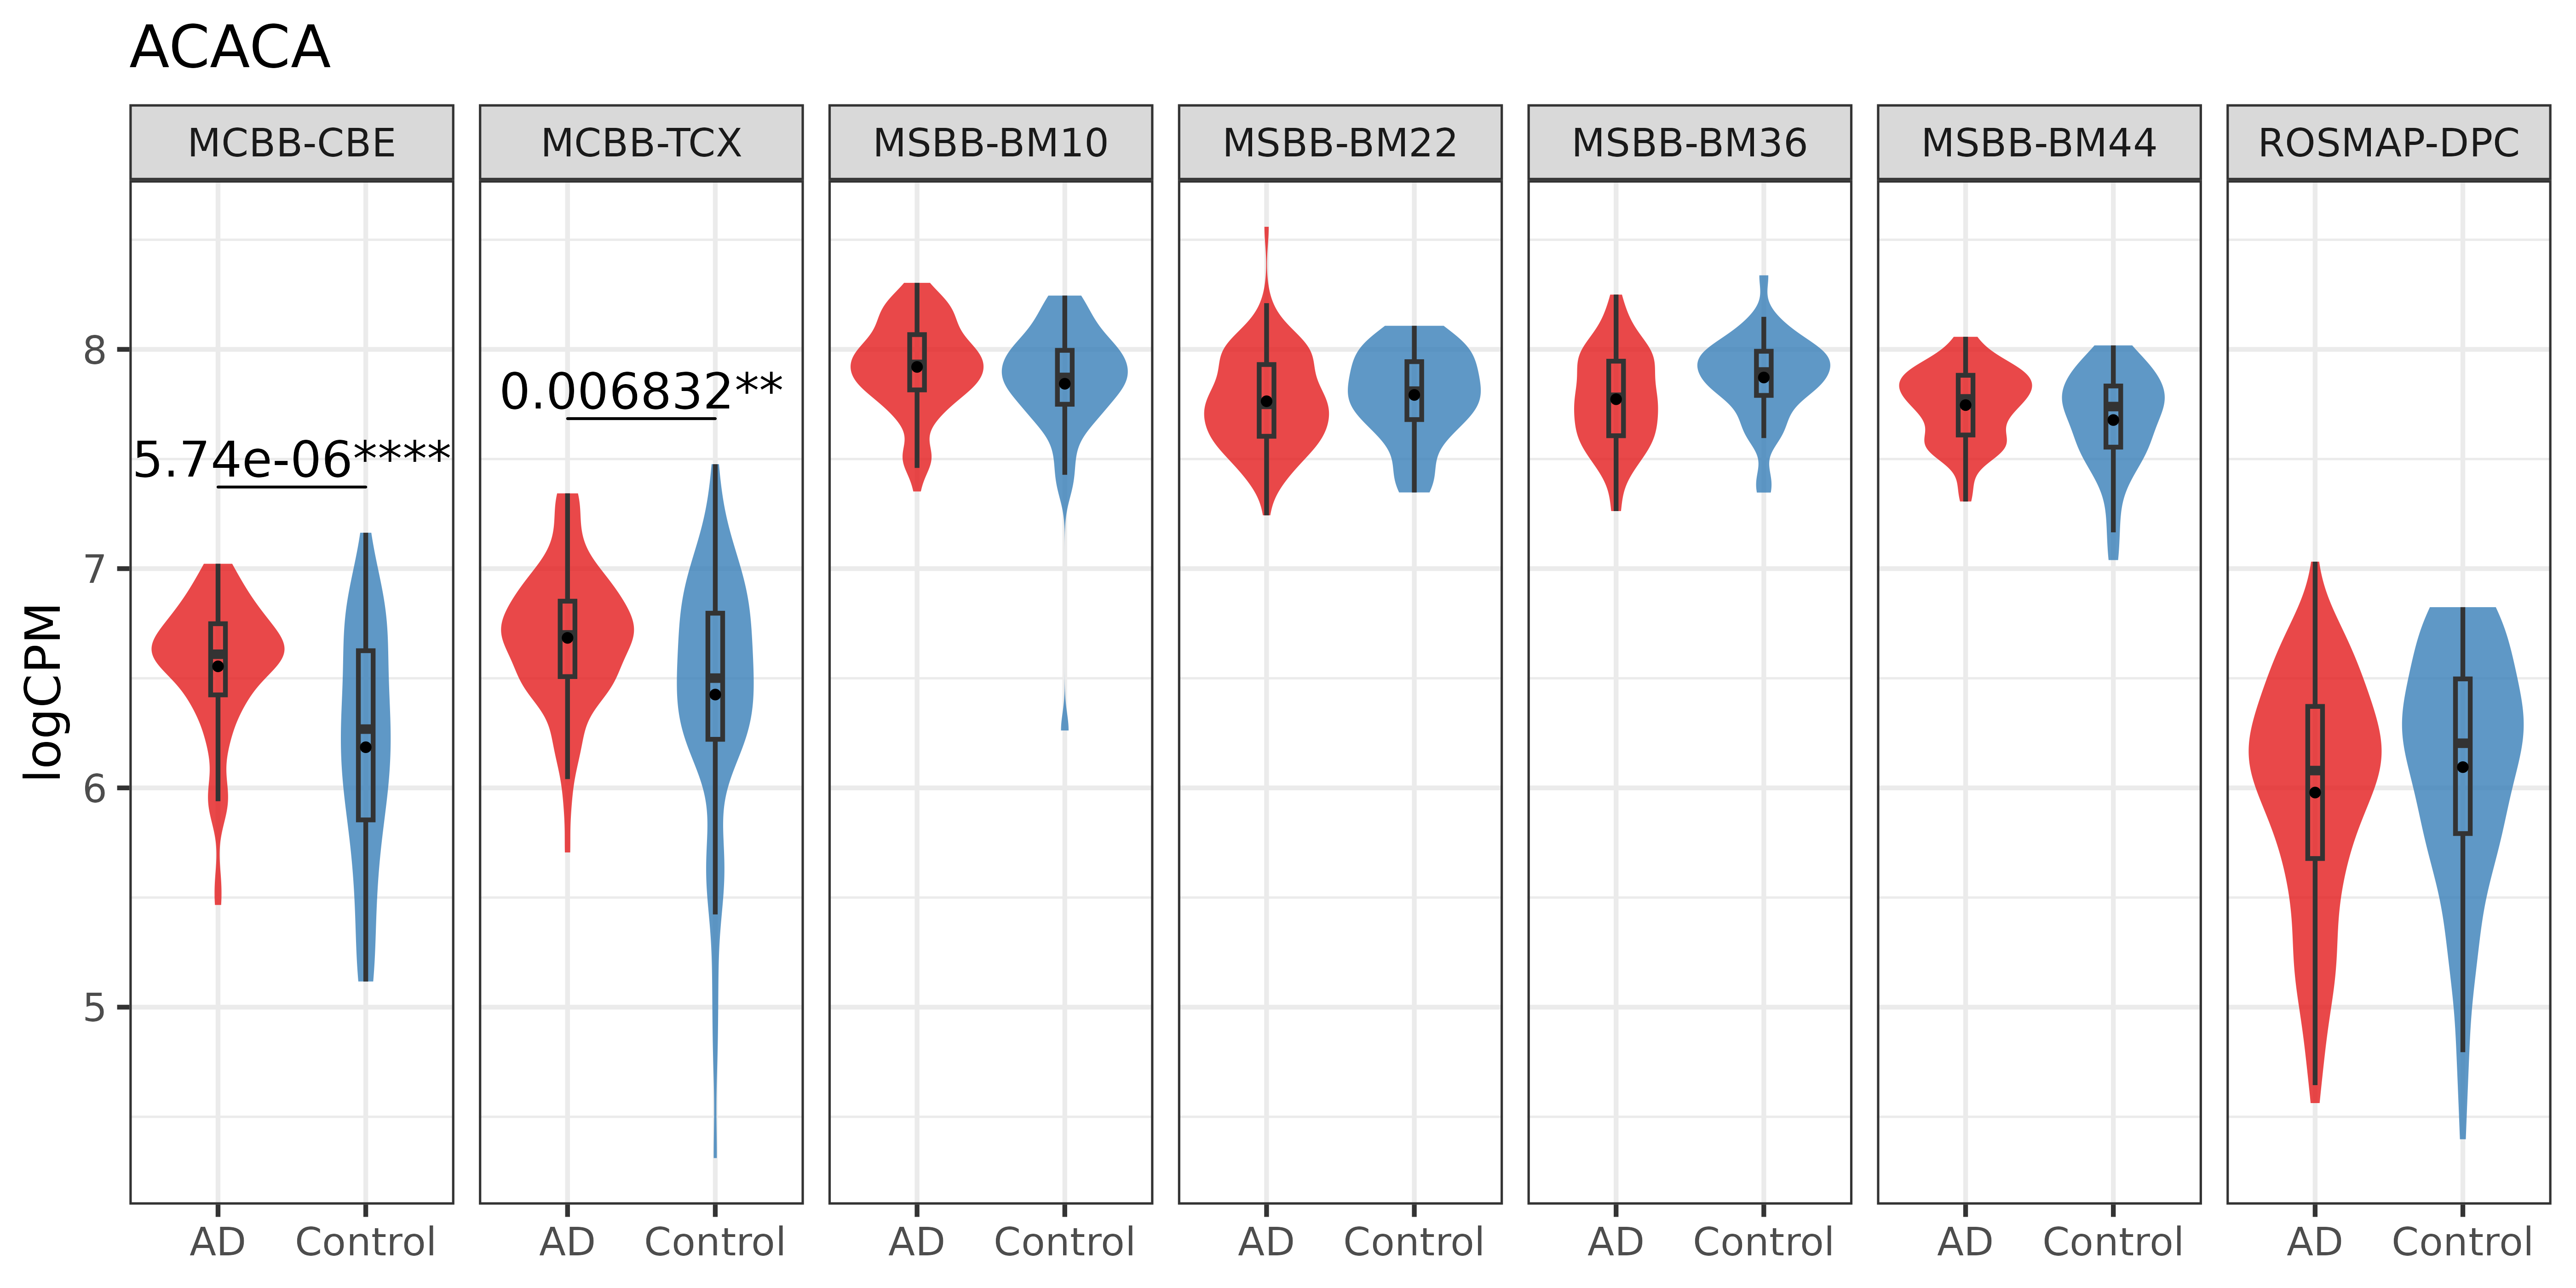 ACACA
MCBB-CBE MCBB-TCX MSBB-BM10 MSBB-BM22 MSBB-BM36 MSBB-BM44 ROSMAP-DPC
8
0.006832**
5.74e-06****
7
logCPM
6
5
AD Control AD Control AD Control AD Control AD Control AD Control AD Control